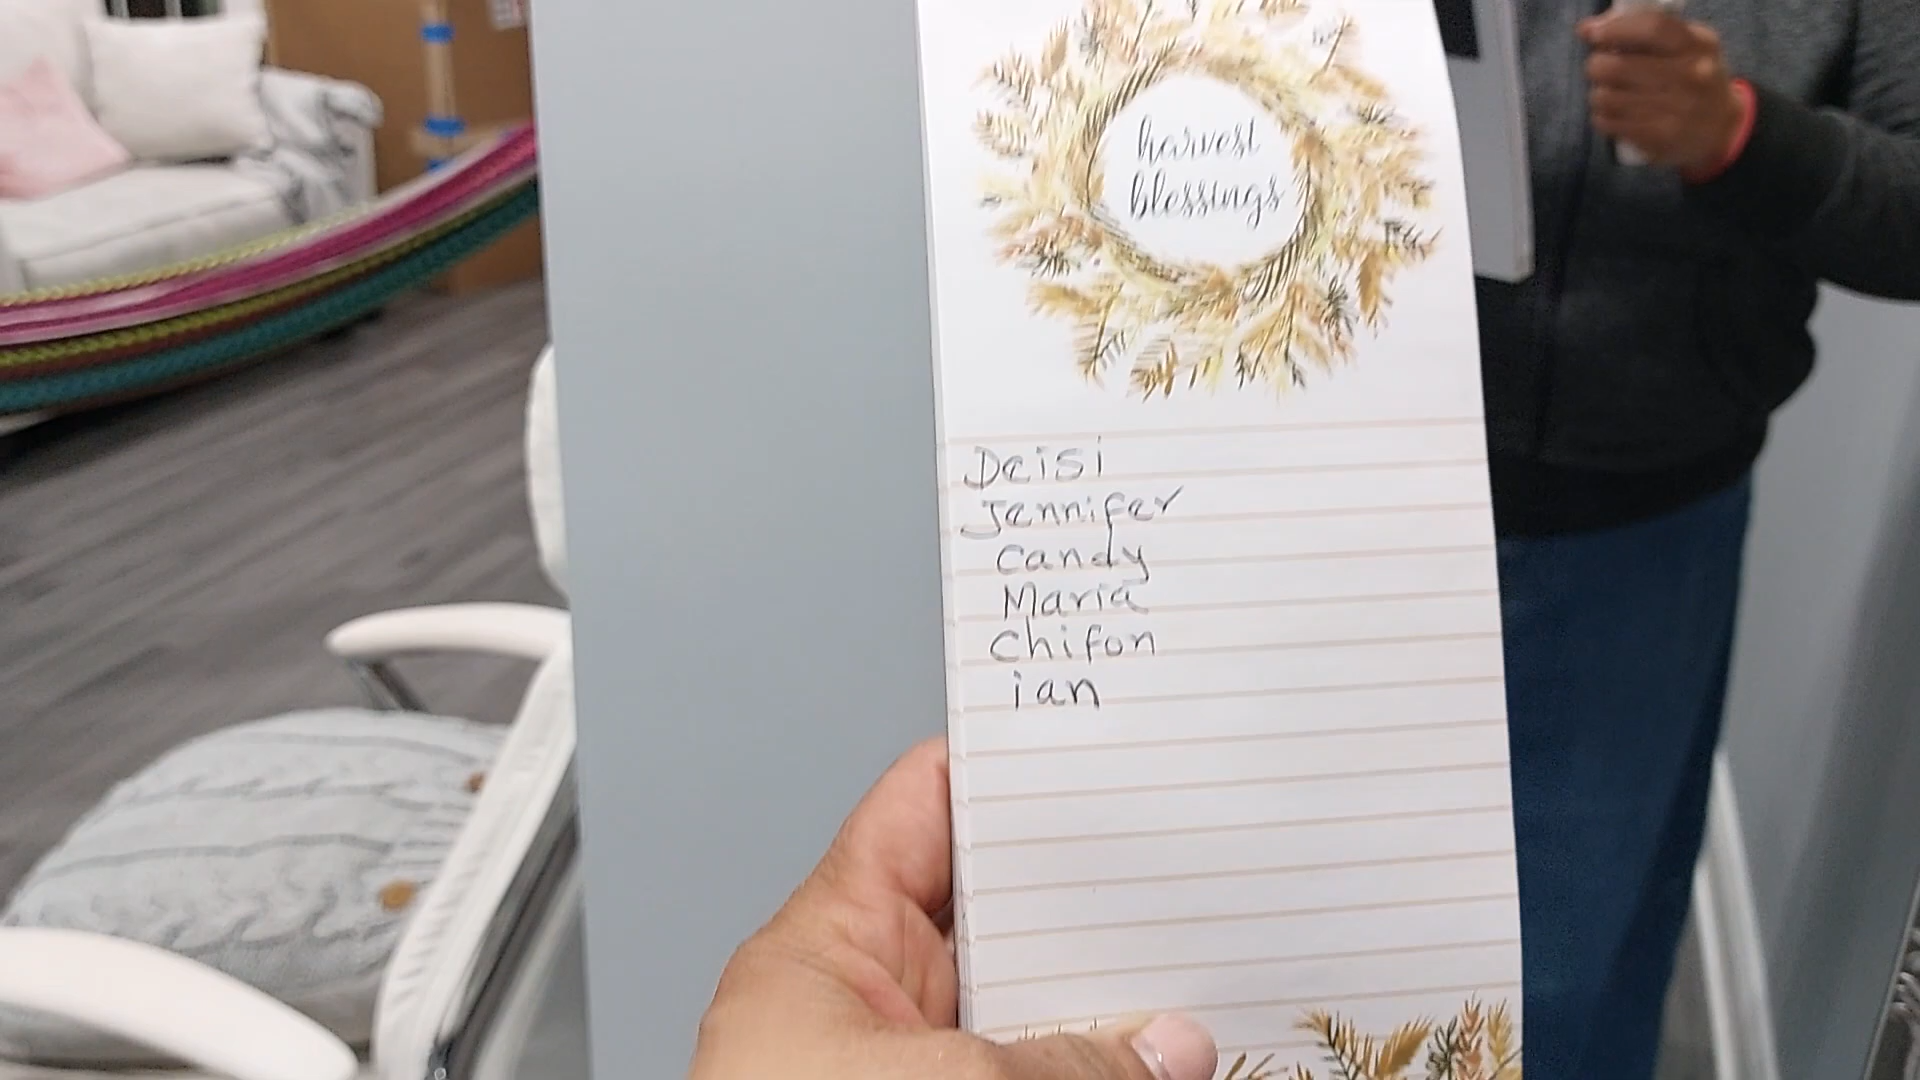 harvest
blessings
Deisi
Jennifer
candy
Maria
Chifon
ian